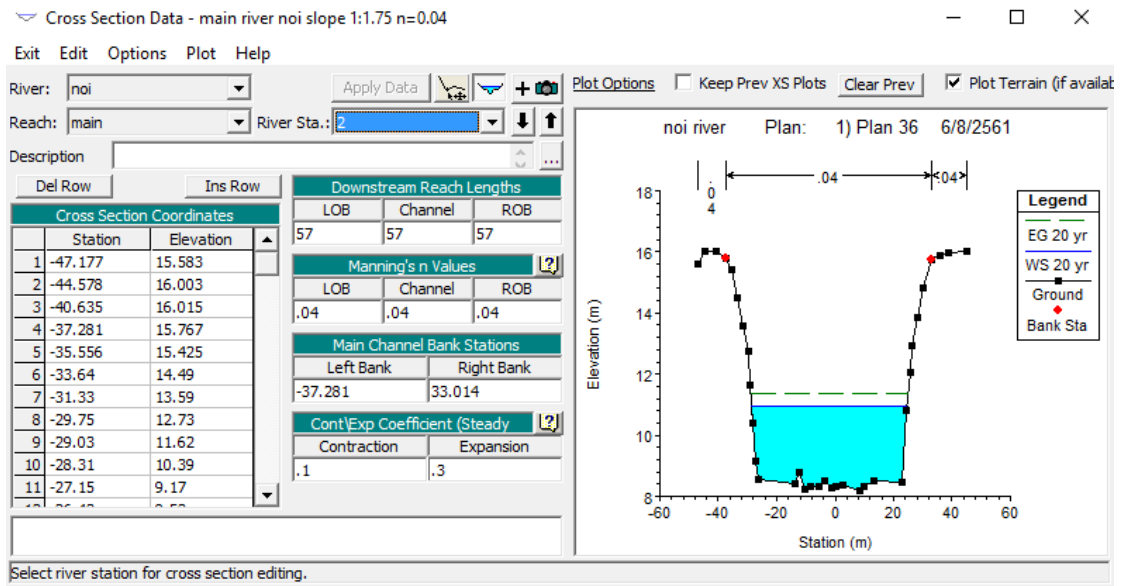 Cross Section Data - main river noi slope 1:1.75 n=0.04
Exit Edit Options Plot Help
River: noi
Apply Data
Reach: main River Sta.: 2
Description ...
Del Row Ins Row
Cross Section Coordinates
Station Elevation
1 -47.177 15.583
2 -44.578 16.003
3 -40.635 16.015
4 -37.281 15.767
5 -35.556 15.425
6 -33.64 14.49
7 -31.33 13.59
8 -29.75 12.73
9 -29.03 11.62
10 -28.31 10.39
11 -27.15 9.17
Downstream Reach Lengths
LOB Channel ROB
57 57 57
Manning's n Values
LOB Channel ROB
.04 .04 .04
Main Channel Bank Stations
Left Bank Right Bank
-37.281 33.014
Cont\Exp Coefficient (Steady
Contraction Expansion
.1 .3
Plot Options Keep Prev XS Plots Clear Prev Plot Terrain (if availab
noi river Plan: 1) Plan 36 6/8/2561
.04 .04 .04
18
16
14
12
10
8
Elevation (m)
-60 -40 -20 0 20 40 60
Station (m)
Legend
EG 20 yr
WS 20 yr
Ground
Bank Sta
Select river station for cross section editing.